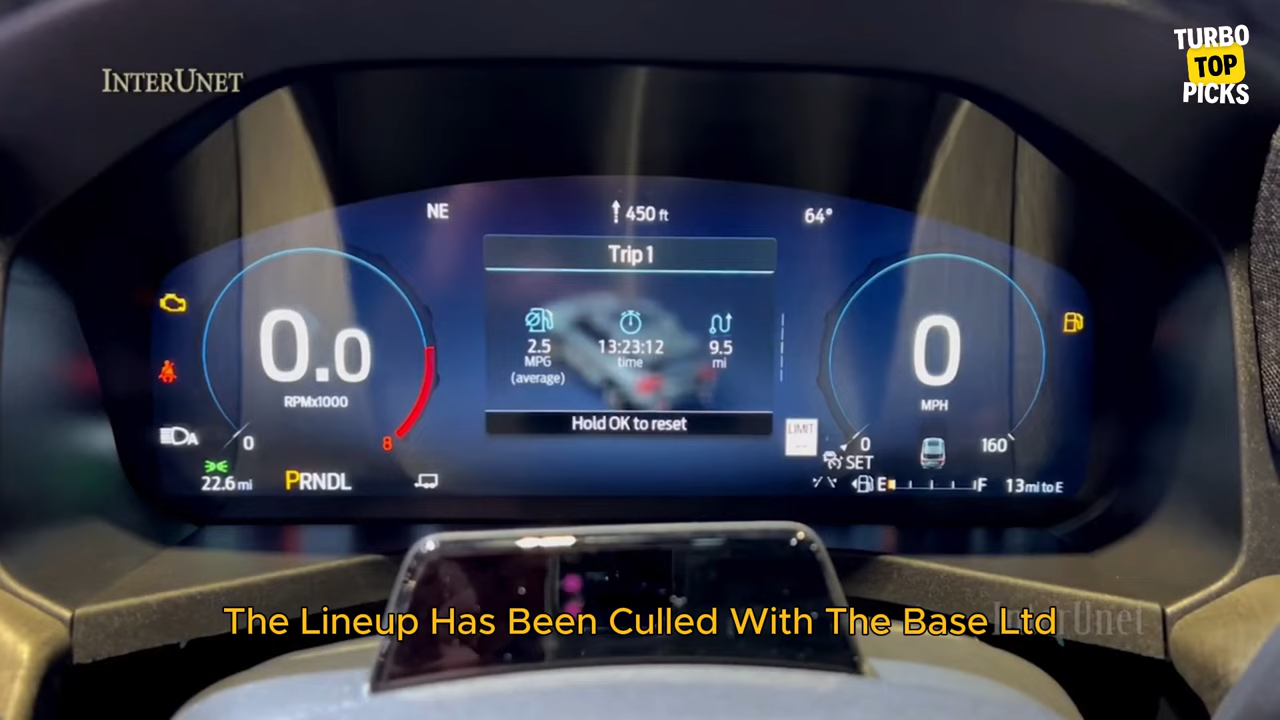 INTERUNET
TURBO
TOP
PICKS
NE
450 ft
64°
Trip 1
2.5
MPG
(average)
13:23:12
time
9.5
mi
Hold OK to reset
0.0
RPMx1000
0
8
22.6 mi
PRNDL
0
MPH
LIMIT
--
0
160
SET
E
F
13 mi to E
The Lineup Has Been Culled With The Base Ltd
InterUnet